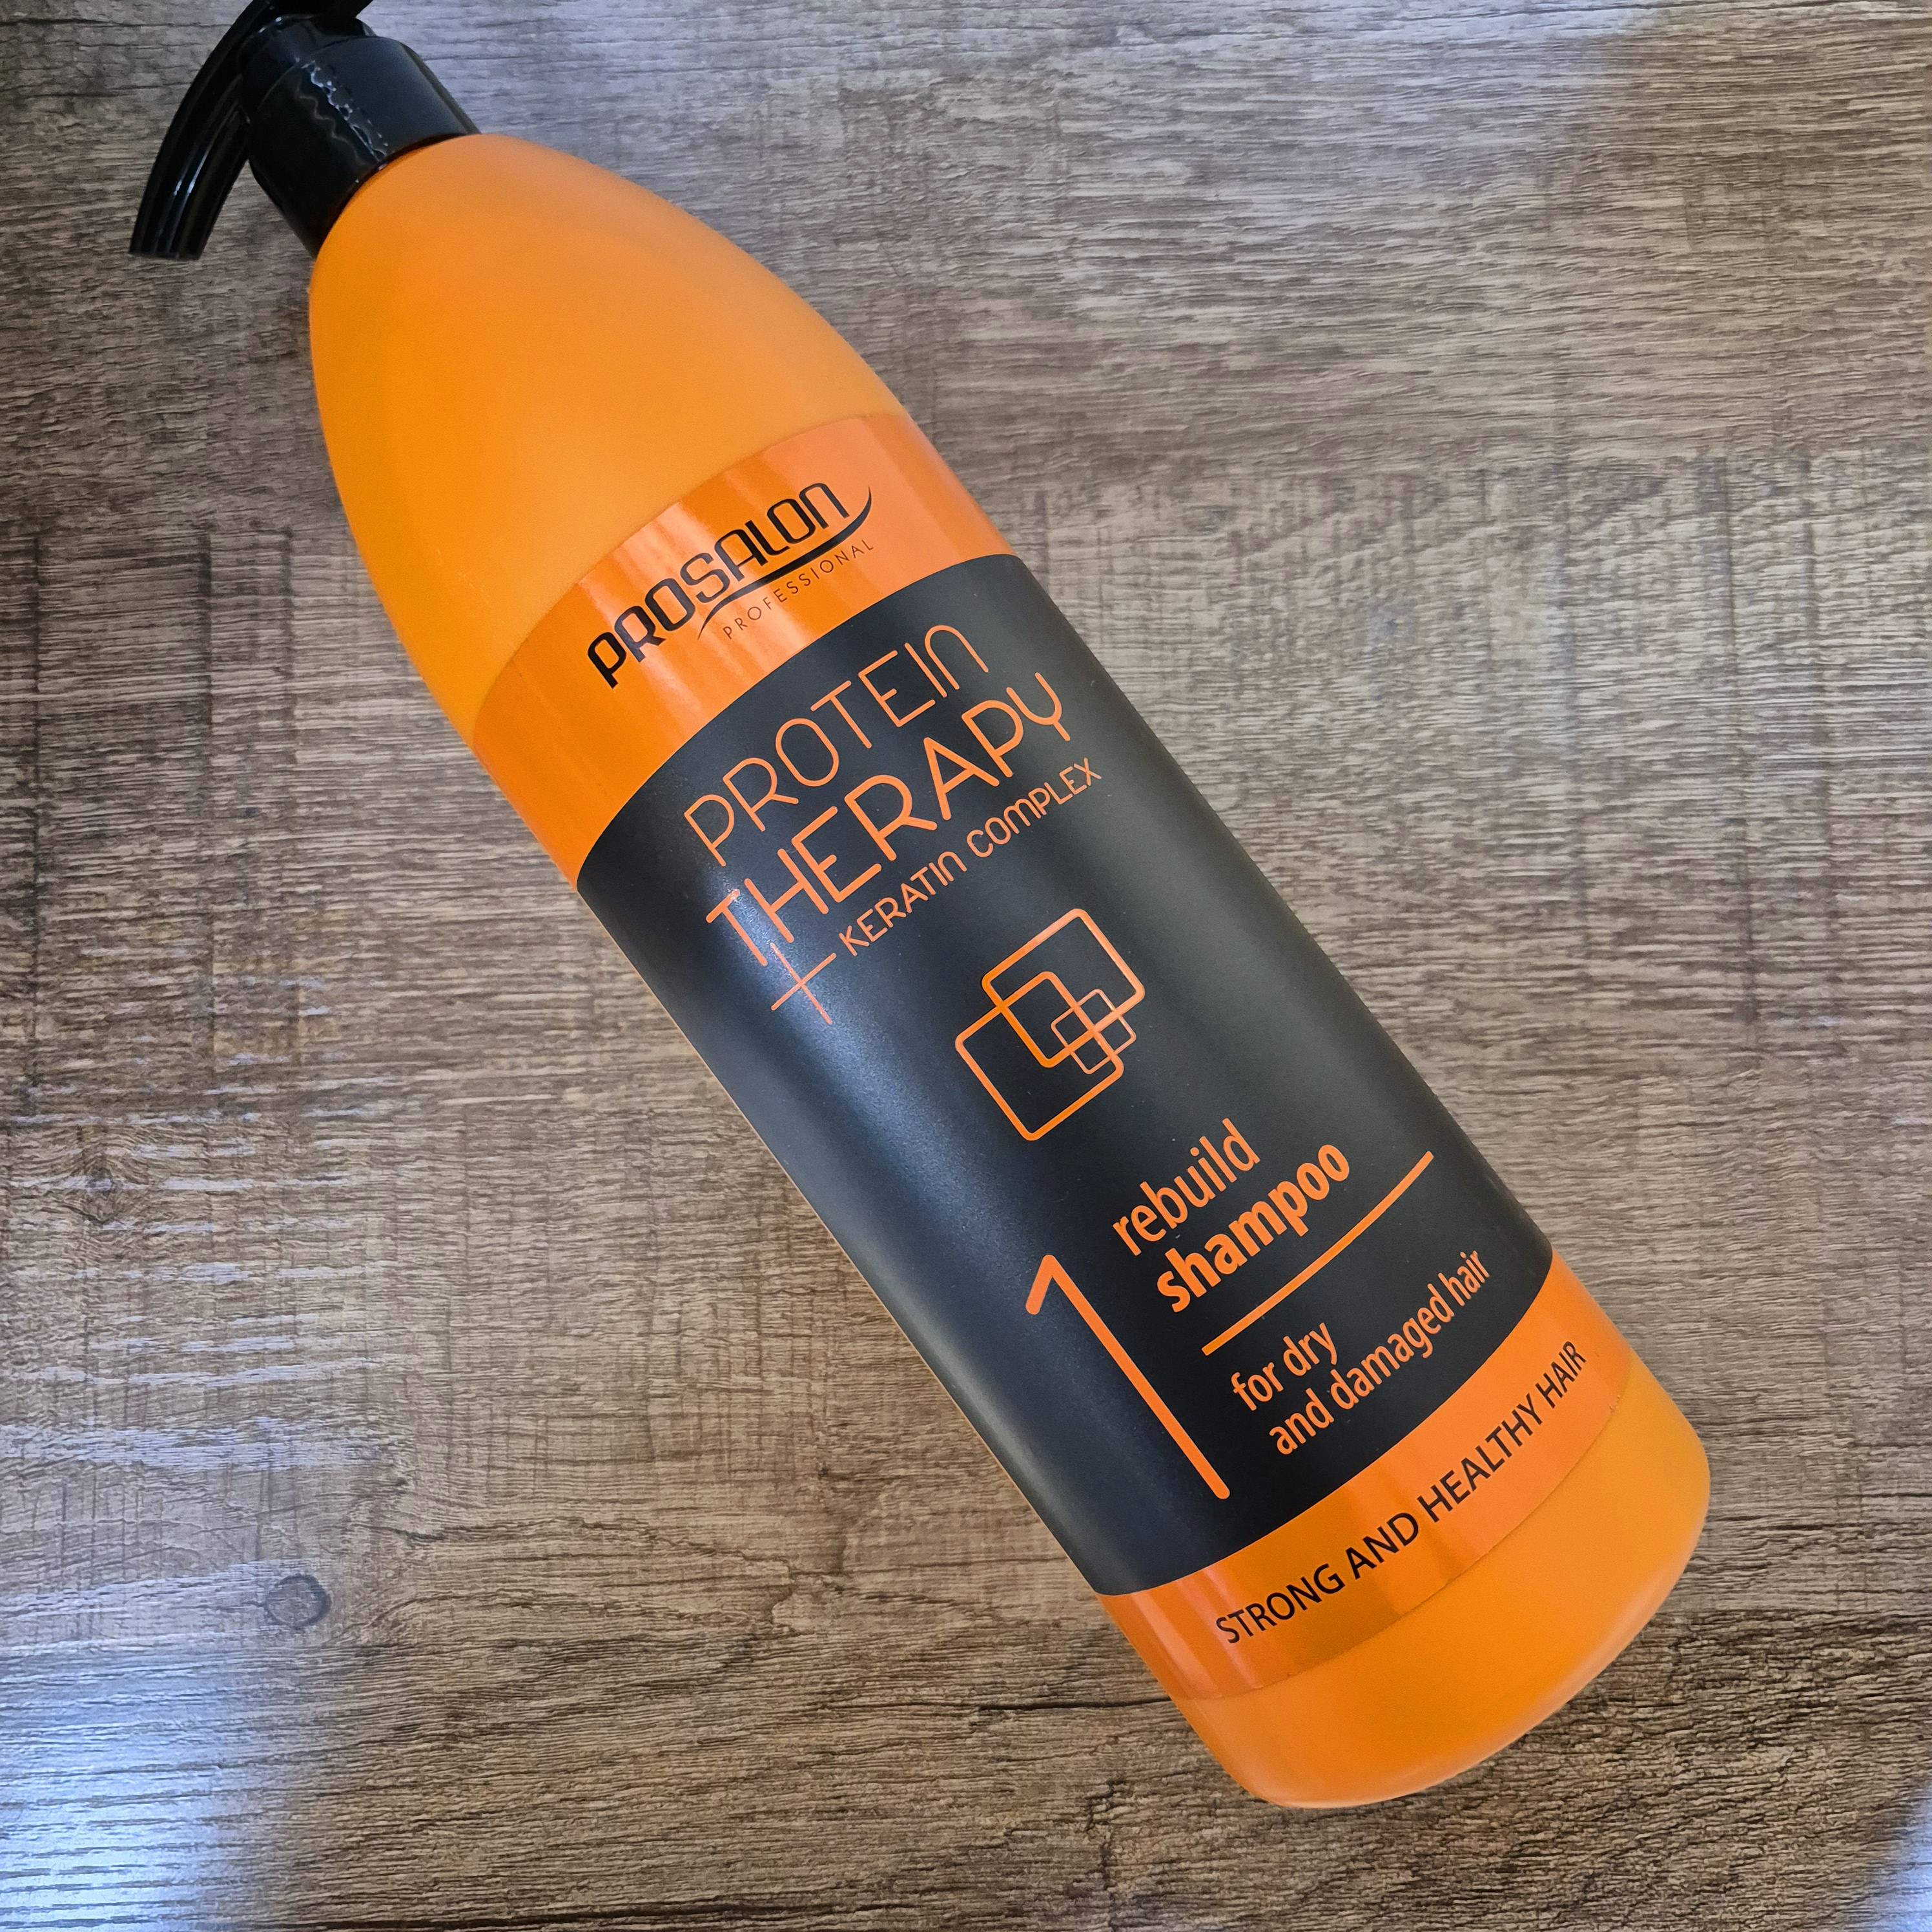 PROSALON
PROFESSIONAL
PROTEIN
THERAPY
+ KERATIN COMPLEX
1
rebuild
shampoo
for dry
and damaged hair
STRONG AND HEALTHY HAIR